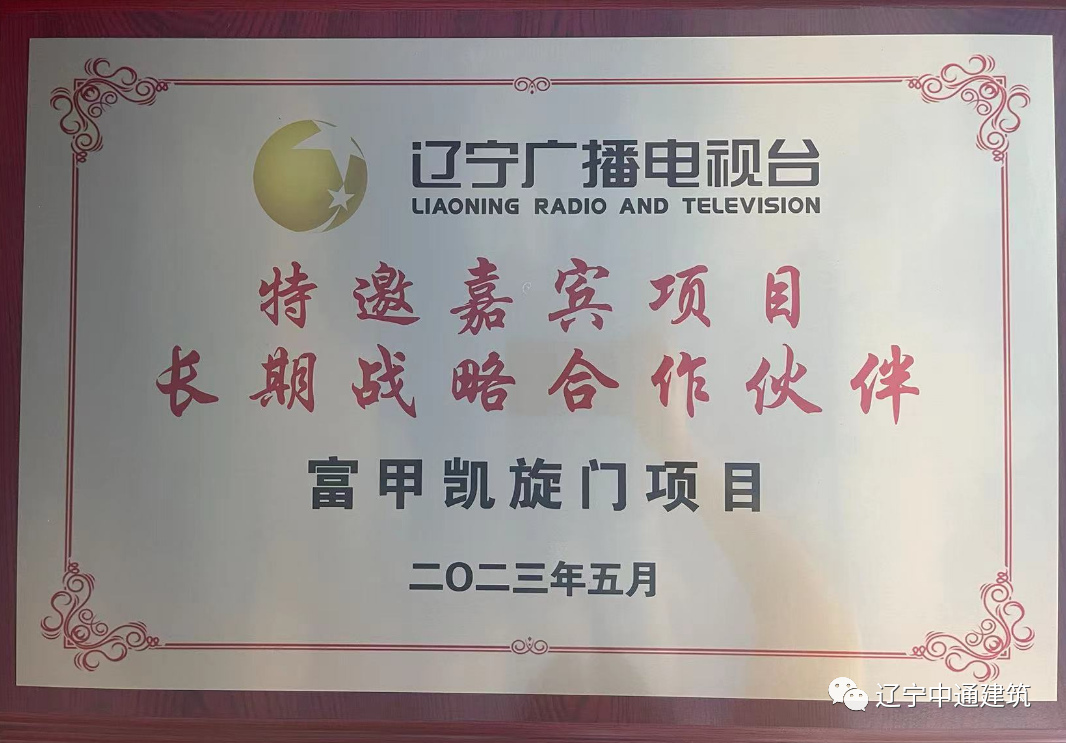 辽宁广播电视台
LIAONING RADIO AND TELEVISION
特邀嘉宾项目
长期战略合作伙伴
富甲凯旋门项目
二〇二三年五月
辽宁中通建筑